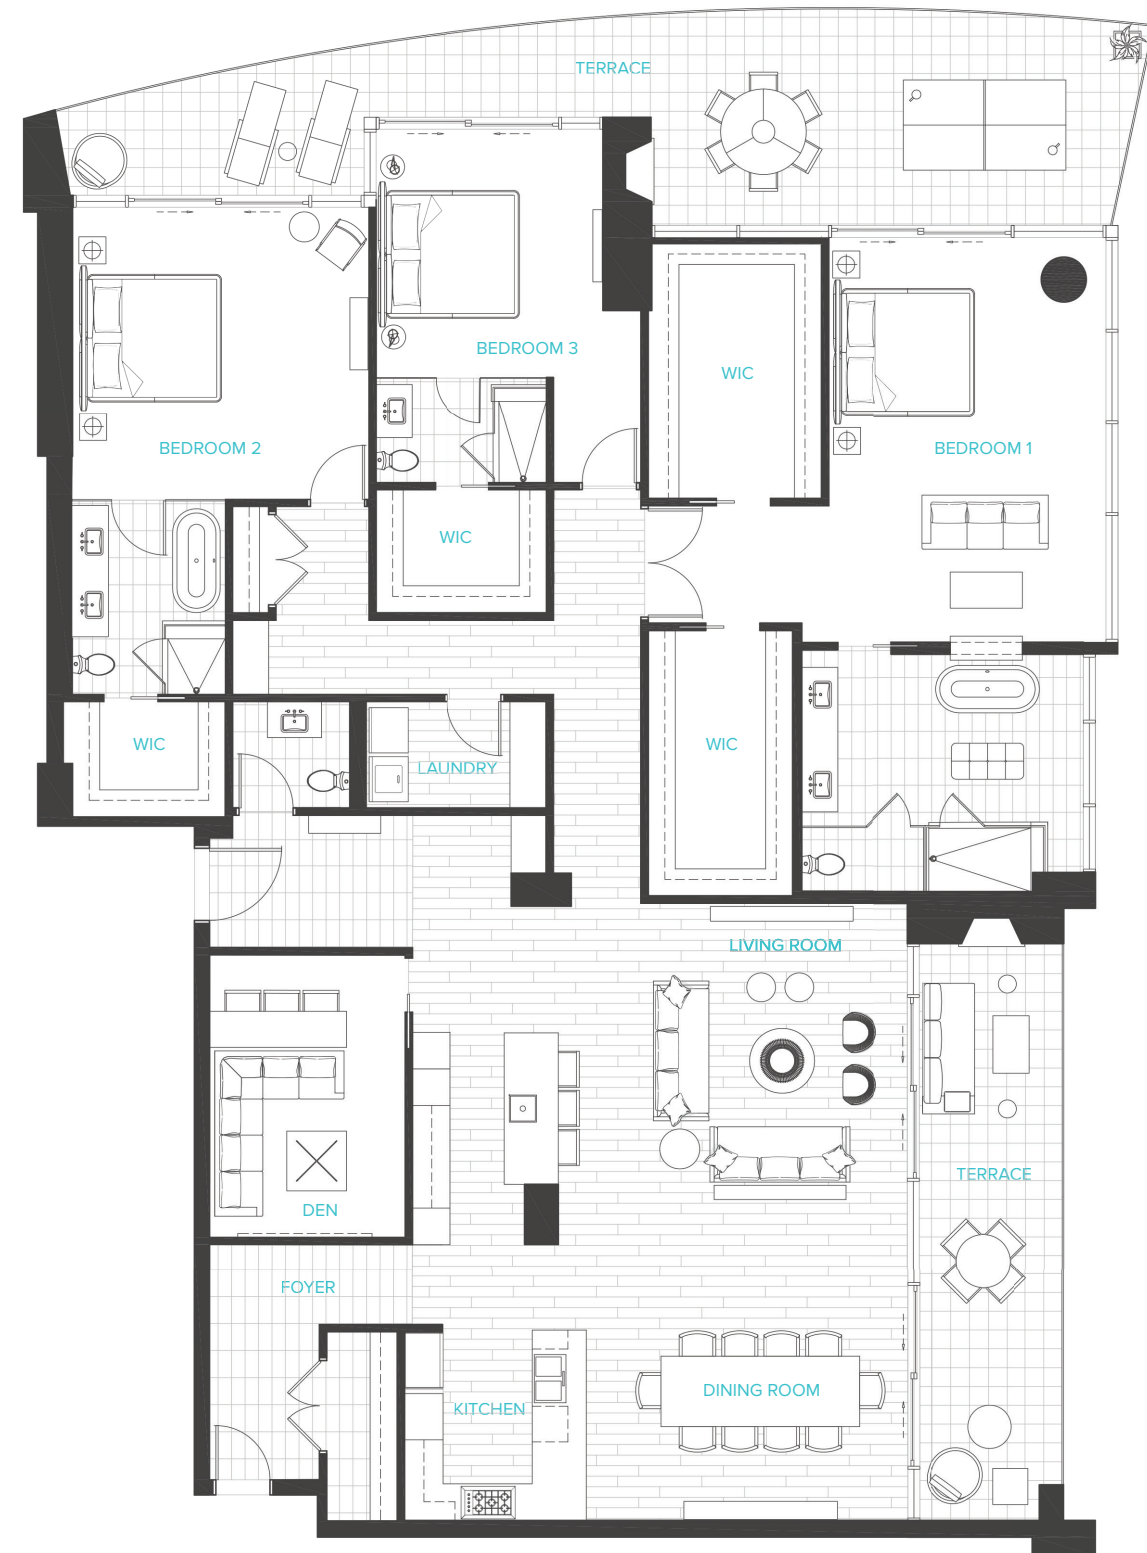 TERRACE
BEDROOM 3
WIC
BEDROOM 2
BEDROOM 1
WIC
WIC
WIC
LAUNDRY
LIVING ROOM
TERRACE
DEN
FOYER
DINING ROOM
KITCHEN